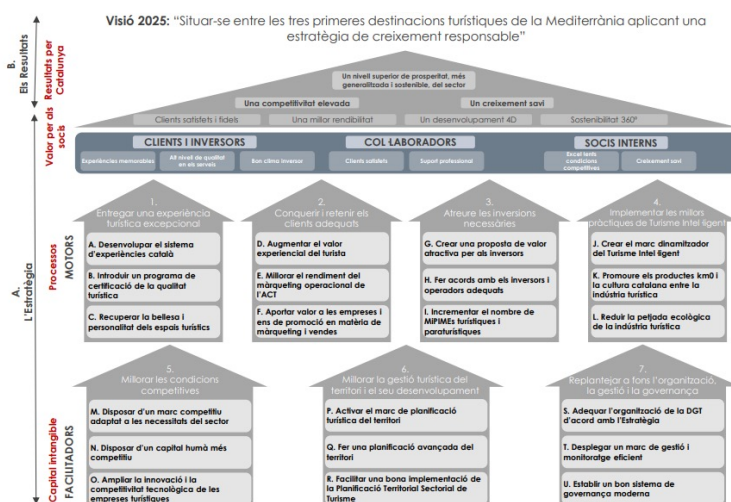 Visió 2025: “Situar-se entre les tres primeres destinacions turístiques de la Mediterrània aplicant una
estratègia de creixement responsable”
B.
Els Resultats
Resultats per
Catalunya
Un nivell superior de prosperitat, més
generalitzada i sostenible, del sector
Una competitivitat elevada
Un creixement savi
Clients satisfets i fidels
Una millor rendibilitat
Un desenvolupament 4D
Sostenibilitat 360º
Valor per als
socis
CLIENTS I INVERSORS
COL·LABORADORS
SOCIS INTERNS
Experiències memorables
Alt nivell de qualitat
en els serveis
Bon clima inversor
Clients satisfets
Suport professional
Excel·lents
condicions
competitives
Creixement savi
A.
L'Estratègia
Processos
MOTORS
1.
Entregar una experiència
turística excepcional
A. Desenvolupar el sistema
d'experiències català
B. Introduir un programa de
certificació de la qualitat
turística
C. Recuperar la bellesa i
personalitat dels espais turístics
2.
Conquerir i retenir els
clients adequats
D. Augmentar el valor
experiencial del turista
E. Millorar el rendiment del
màrqueting operacional de
l'ACT
F. Aportar valor a les empreses i
ens de promoció en matèria de
màrqueting i vendes
3.
Atreure les inversions
necessàries
G. Crear una proposta de valor
atractiva per als inversors
H. Fer acords amb els inversors i
operadors adequats
I. Incrementar el nombre de
MiPIMEs turístiques i
paraturístiques
4.
Implementar les millors
pràctiques de Turisme Intel·ligent
J. Crear el marc dinamitzador
del Turisme Intel·ligent
K. Promoure els productes km0 i
la cultura catalana entre la
indústria turística
L. Reduir la petjada ecològica
de la indústria turística
Capital intangible
FACILITADORS
5.
Millorar les condicions
competitives
M. Disposar d'un marc competitiu
adaptat a les necessitats del sector
N. Disposar d'un capital humà més
competitiu
O. Ampliar la innovació i la
competitivitat tecnològica de les
empreses turístiques
6.
Millorar la gestió turística del
territori i el seu desenvolupament
P. Activar el marc de planificació
turística del territori
Q. Fer una planificació avançada del
territori
R. Facilitar una bona implementació de
la Planificació Territorial Sectorial de
Turisme
7.
Replantejar a fons l'organització,
la gestió i la governança
S. Adequar l'organització de la DGT
d'acord amb l'Estratègia
T. Desplegar un marc de gestió i
monitoratge eficient
U. Establir un bon sistema de
governança moderna